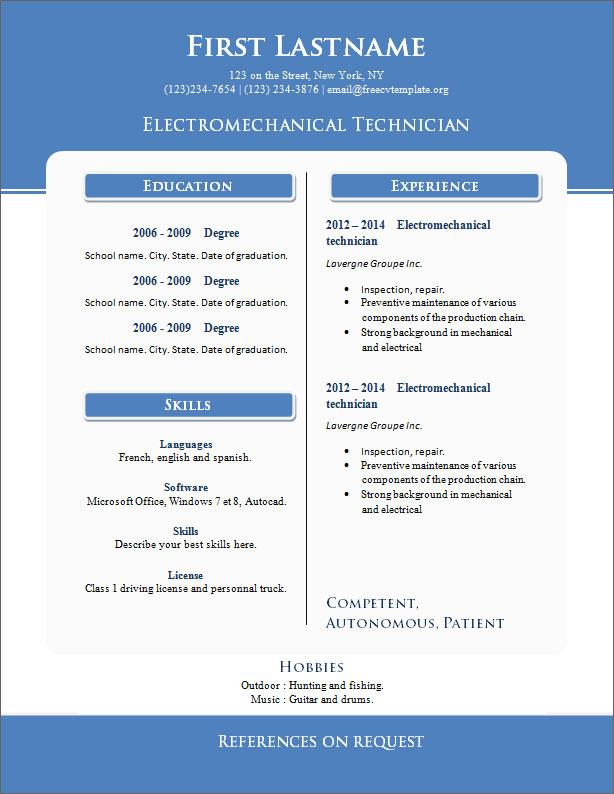 First Lastname
123 on the Street, New York, NY
(123)234-7654 | (123) 234-3876 | email@freecvtemplate.org
Electromechanical Technician
Education
2006 - 2009 Degree
School name. City. State. Date of graduation.
2006 - 2009 Degree
School name. City. State. Date of graduation.
2006 - 2009 Degree
School name. City. State. Date of graduation.
Skills
Languages
French, english and spanish.
Software
Microsoft Office, Windows 7 et 8, Autocad.
Skills
Describe your best skills here.
License
Class 1 driving license and personnal truck.
Experience
2012 – 2014 Electromechanical
technician
Lavergne Groupe Inc.
• Inspection, repair.
• Preventive maintenance of various
components of the production chain.
• Strong background in mechanical
and electrical
2012 – 2014 Electromechanical
technician
Lavergne Groupe Inc.
• Inspection, repair.
• Preventive maintenance of various
components of the production chain.
• Strong background in mechanical
and electrical
Competent,
Autonomous, Patient
Hobbies
Outdoor : Hunting and fishing.
Music : Guitar and drums.
References on request